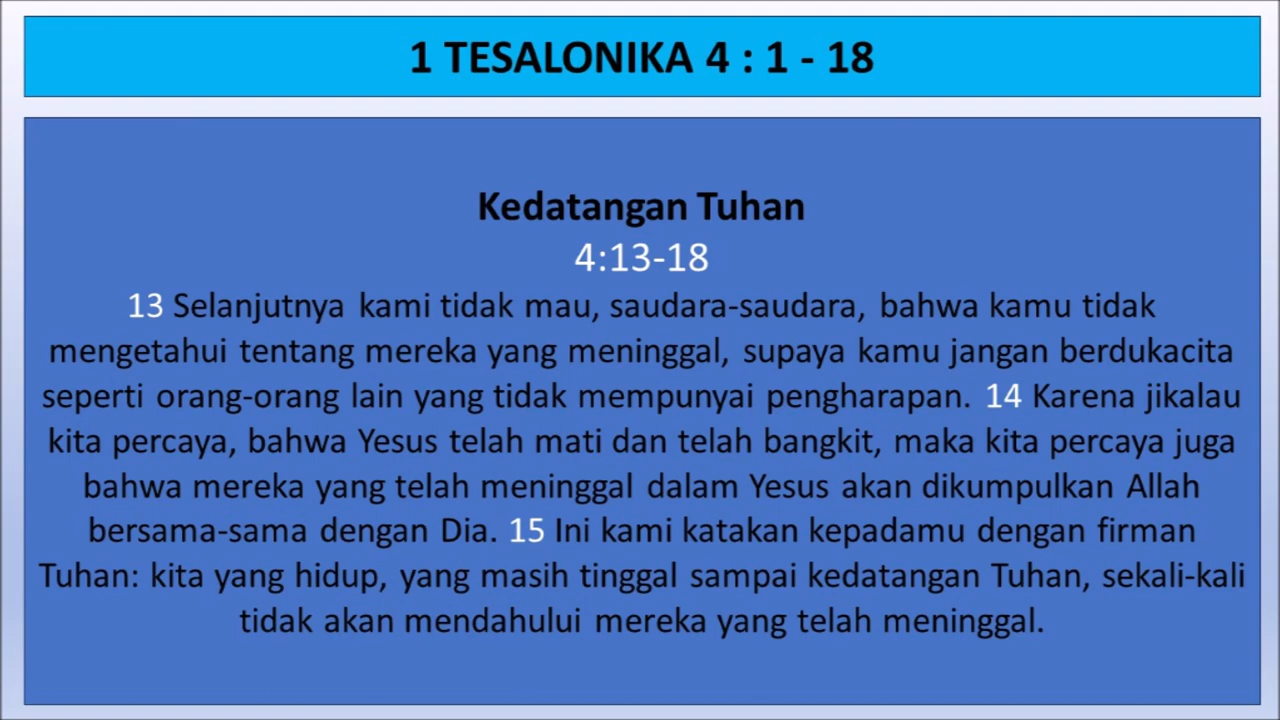 1 TESALONIKA 4 : 1 - 18
Kedatangan Tuhan
4:13-18
13 Selanjutnya kami tidak mau, saudara-saudara, bahwa kamu tidak
mengetahui tentang mereka yang meninggal, supaya kamu jangan berdukacita
seperti orang-orang lain yang tidak mempunyai pengharapan. 14 Karena jikalau
kita percaya, bahwa Yesus telah mati dan telah bangkit, maka kita percaya juga
bahwa mereka yang telah meninggal dalam Yesus akan dikumpulkan Allah
bersama-sama dengan Dia. 15 Ini kami katakan kepadamu dengan firman
Tuhan: kita yang hidup, yang masih tinggal sampai kedatangan Tuhan, sekali-kali
tidak akan mendahului mereka yang telah meninggal.